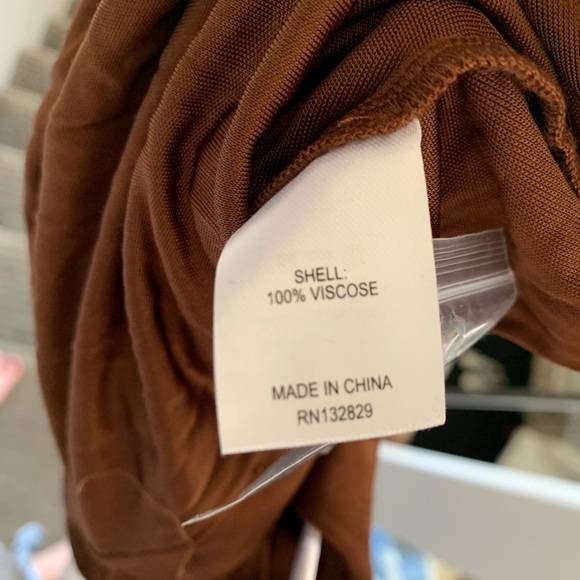 SHELL:
100% VISCOSE
MADE IN CHINA
RN132829